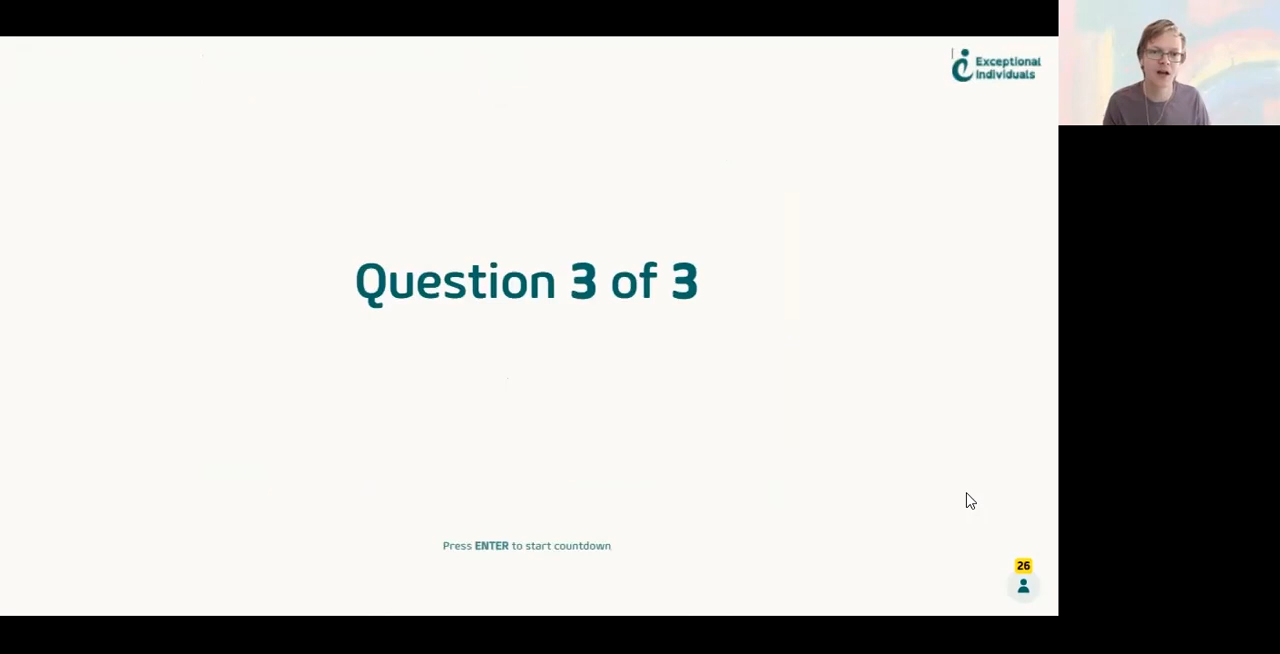 Exceptional
Individuals
Question 3 of 3
Press ENTER to start countdown
26